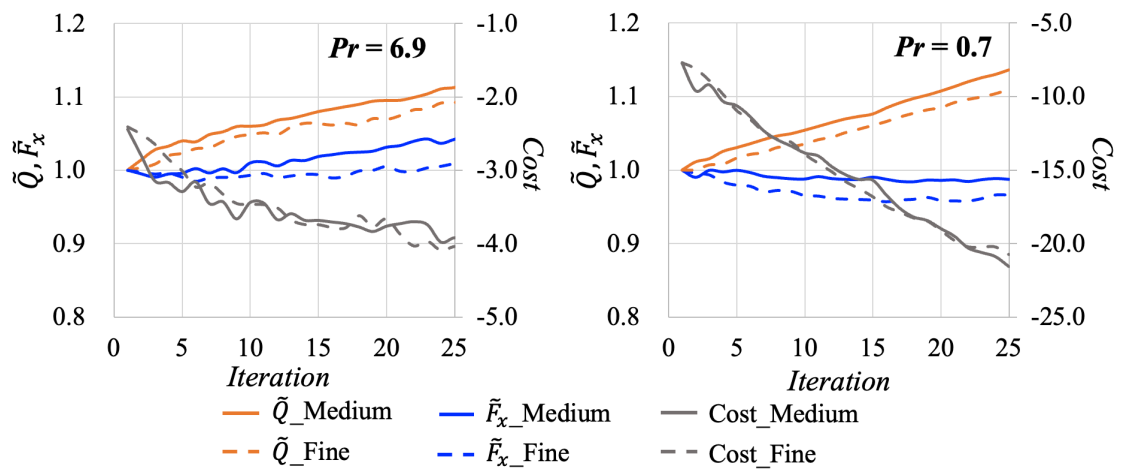 1.2
1.1
1.0
0.9
0.8
Q̃, F̃ₓ
Pr = 6.9
-1.0
-2.0
-3.0
-4.0
-5.0
Cost
0 5 10 15 20 25
Iteration
1.2
1.1
1.0
0.9
0.8
Q̃, F̃ₓ
Pr = 0.7
-5.0
-10.0
-15.0
-20.0
-25.0
Cost
0 5 10 15 20 25
Iteration
Q̃_Medium F̃ₓ_Medium Cost_Medium
Q̃_Fine F̃ₓ_Fine Cost_Fine